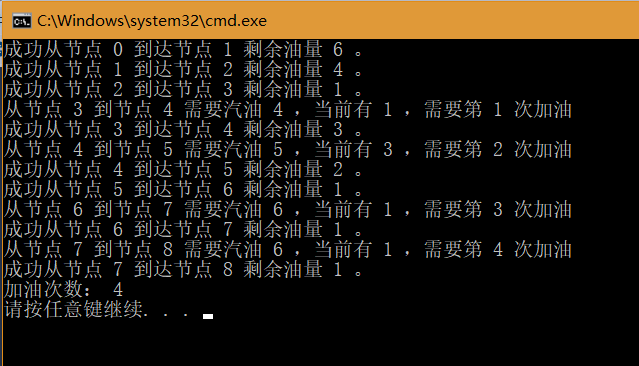 C:\Windows\system32\cmd.exe
成功从节点 0 到达节点 1 剩余油量 6 。
成功从节点 1 到达节点 2 剩余油量 4 。
成功从节点 2 到达节点 3 剩余油量 1 。
从节点 3 到节点 4 需要汽油 4 ，当前有 1 ，需要第 1 次加油
成功从节点 3 到达节点 4 剩余油量 3 。
从节点 4 到节点 5 需要汽油 5 ，当前有 3 ，需要第 2 次加油
成功从节点 4 到达节点 5 剩余油量 2 。
成功从节点 5 到达节点 6 剩余油量 1 。
从节点 6 到节点 7 需要汽油 6 ，当前有 1 ，需要第 3 次加油
成功从节点 6 到达节点 7 剩余油量 1 。
从节点 7 到节点 8 需要汽油 6 ，当前有 1 ，需要第 4 次加油
成功从节点 7 到达节点 8 剩余油量 1 。
加油次数： 4
请按任意键继续. . .